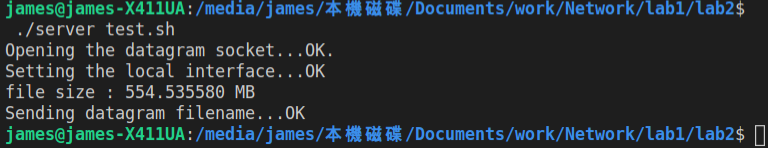 james@james-X411UA:/media/james/本機磁碟/Documents/work/Network/lab1/lab2$
./server test.sh
Opening the datagram socket...OK.
Setting the local interface...OK
file size : 554.535580 MB
Sending datagram filename...OK
james@james-X411UA:/media/james/本機磁碟/Documents/work/Network/lab1/lab2$